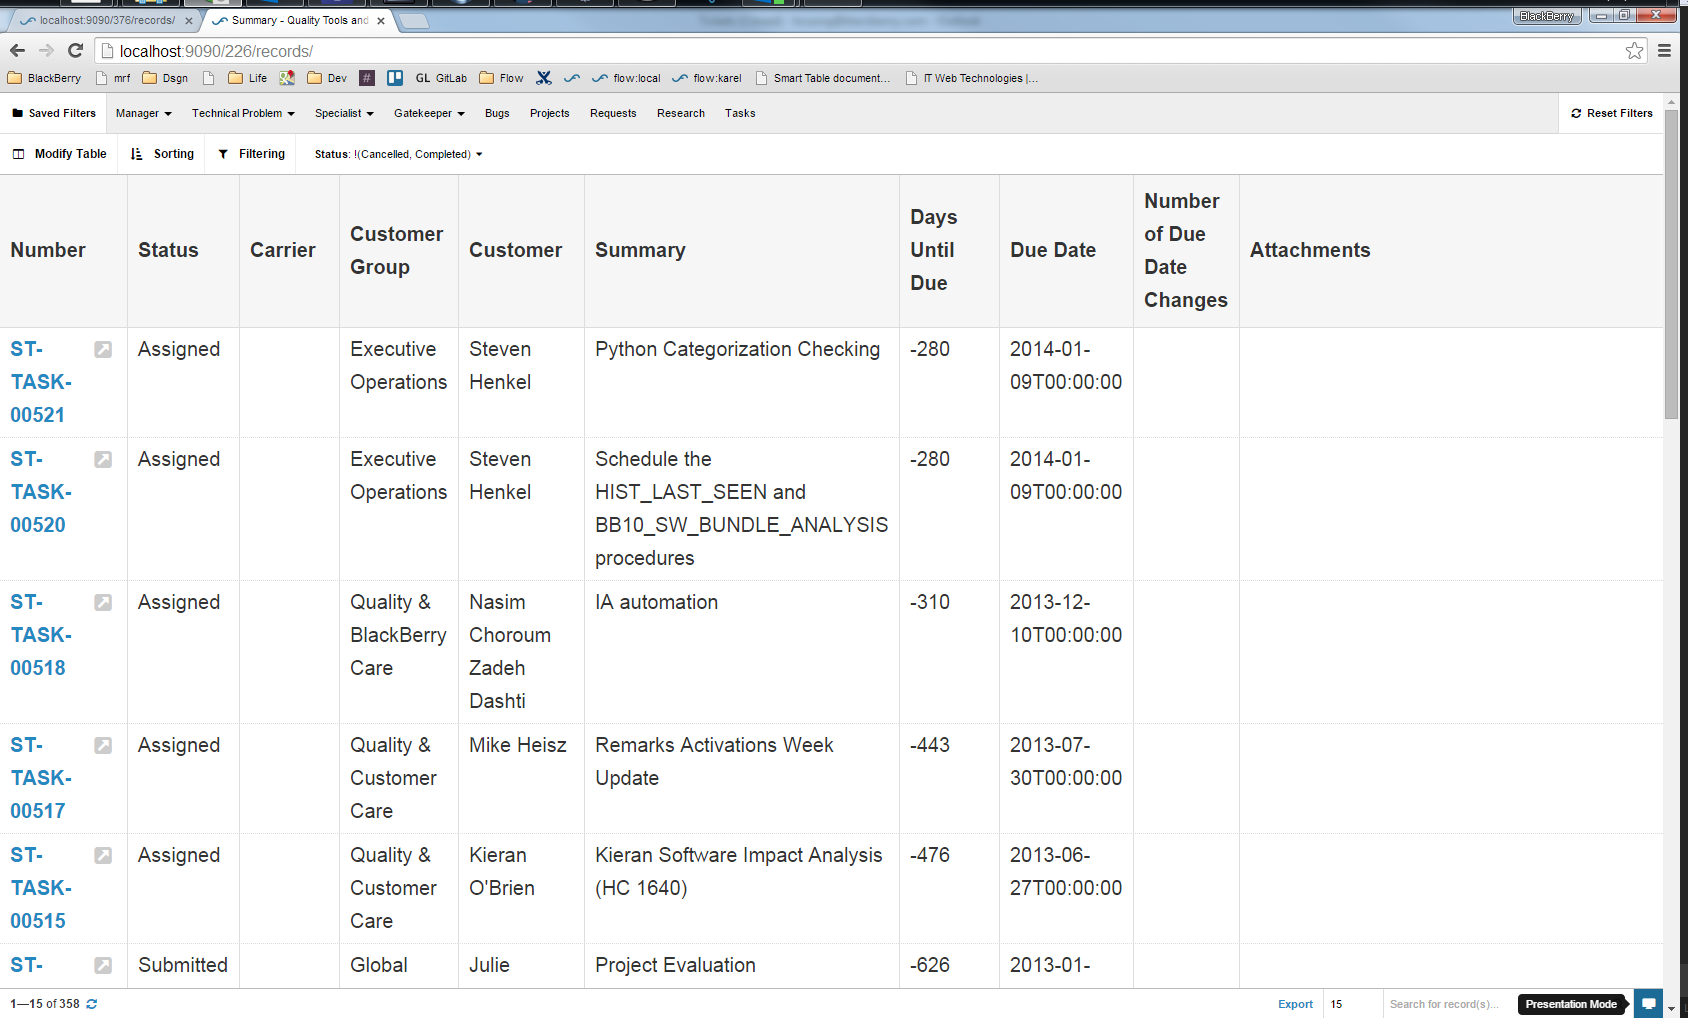 localhost:9090/376/records/
Summary - Quality Tools and
BlackBerry
localhost:9090/226/records/
BlackBerry
mrf
Dsgn
Life
Dev
#
GL GitLab
Flow
flow:local
flow:karel
Smart Table document...
IT Web Technologies |...
Saved Filters
Manager
Technical Problem
Specialist
Gatekeeper
Bugs
Projects
Requests
Research
Tasks
Reset Filters
Modify Table
Sorting
Filtering
Status: !(Cancelled, Completed)
Number
Status
Carrier
Customer
Group
Customer
Summary
Days
Until
Due
Due Date
Number
of Due
Date
Changes
Attachments
ST-
TASK-
00521
Assigned
Executive
Operations
Steven
Henkel
Python Categorization Checking
-280
2014-01-
09T00:00:00
ST-
TASK-
00520
Assigned
Executive
Operations
Steven
Henkel
Schedule the
HIST_LAST_SEEN and
BB10_SW_BUNDLE_ANALYSIS
procedures
-280
2014-01-
09T00:00:00
ST-
TASK-
00518
Assigned
Quality &
BlackBerry
Care
Nasim
Choroum
Zadeh
Dashti
IA automation
-310
2013-12-
10T00:00:00
ST-
TASK-
00517
Assigned
Quality &
Customer
Care
Mike Heisz
Remarks Activations Week
Update
-443
2013-07-
30T00:00:00
ST-
TASK-
00515
Assigned
Quality &
Customer
Care
Kieran
O'Brien
Kieran Software Impact Analysis
(HC 1640)
-476
2013-06-
27T00:00:00
ST-
Submitted
Global
Julie
Project Evaluation
-626
2013-01-
1—15 of 358
Export
15
Search for record(s)...
Presentation Mode